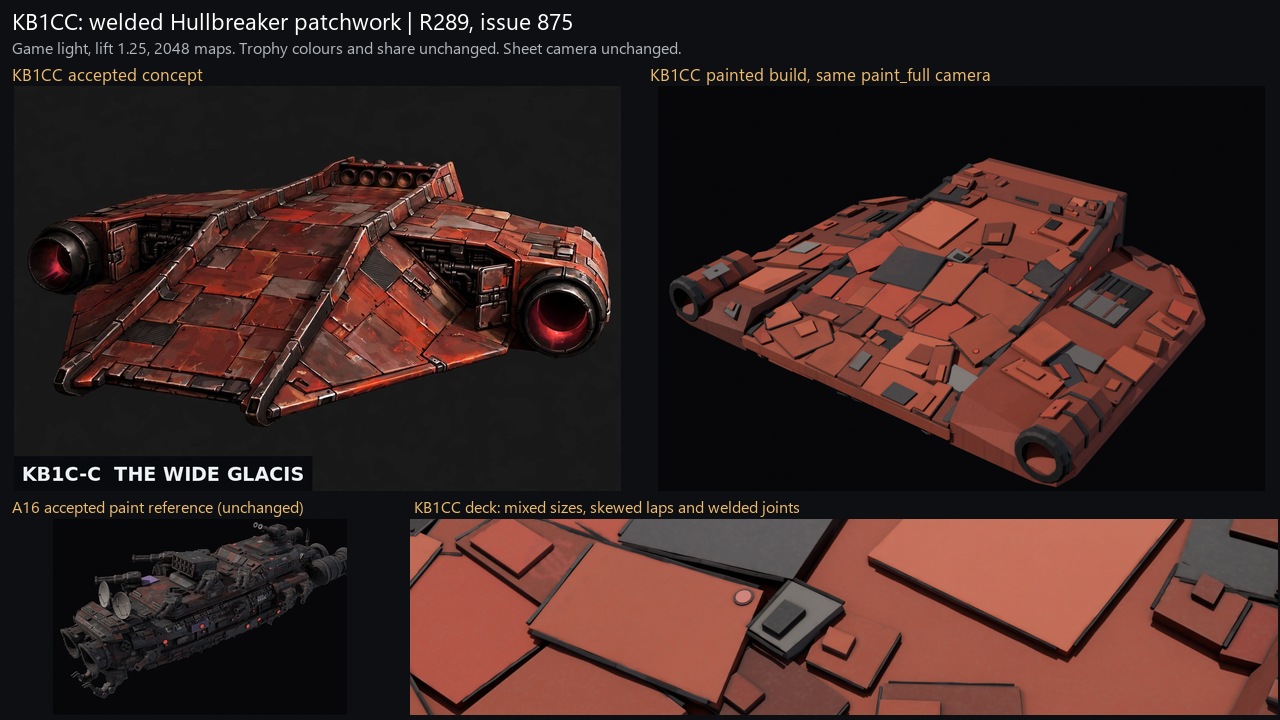 KB1CC: welded Hullbreaker patchwork | R289, issue 875
Game light, lift 1.25, 2048 maps. Trophy colours and share unchanged. Sheet camera unchanged.
KB1CC accepted concept
KB1CC painted build, same paint_full camera
KB1C-C THE WIDE GLACIS
A16 accepted paint reference (unchanged)
KB1CC deck: mixed sizes, skewed laps and welded joints